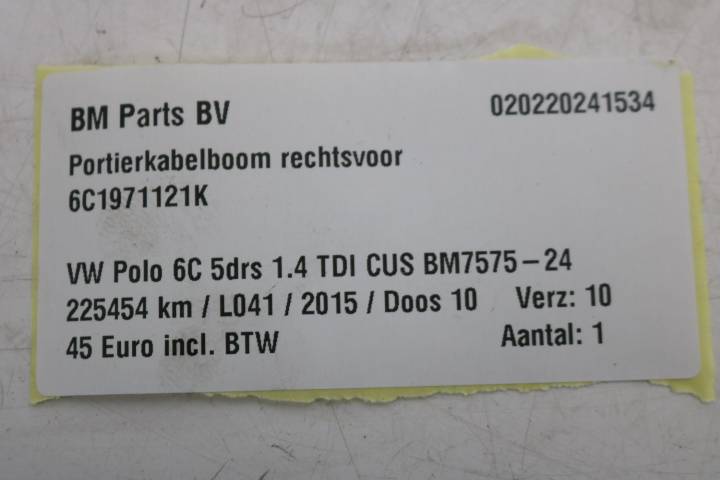 BM Parts BV 020220241534
Portierkabelboom rechtsvoor
6C1971121K
VW Polo 6C 5drs 1.4 TDI CUS BM7575-24
225454 km / L041 / 2015 / Doos 10 Verz: 10
45 Euro incl. BTW Aantal: 1